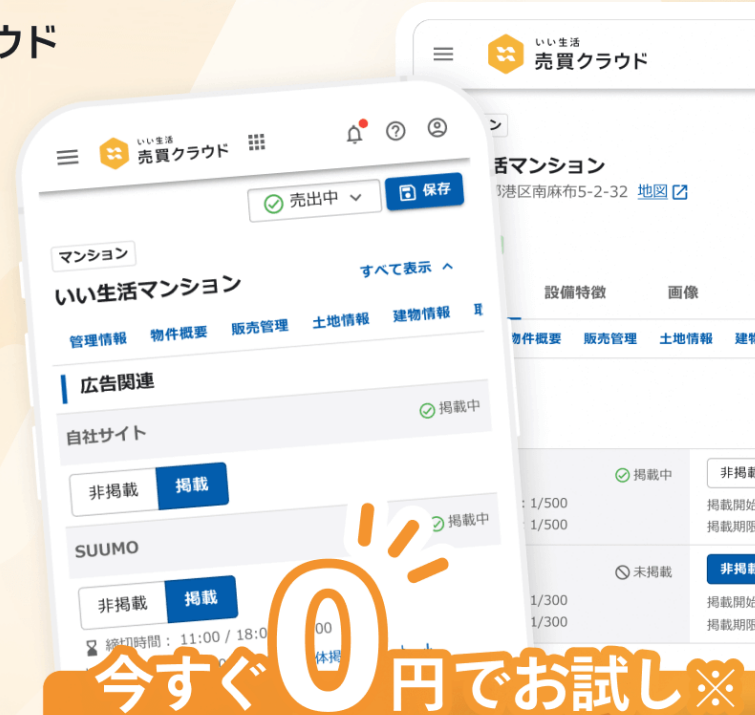 ウド
いい生活
売買クラウド
売出中
保存
マンション
いい生活マンション
すべて表示
管理情報 物件概要 販売管理 土地情報 建物情報
広告関連
自社サイト
掲載中
非掲載 掲載
SUUMO
掲載中
非掲載 掲載
締切時間： 11:00 / 18:0
いい生活
売買クラウド
ン
活マンション
港区南麻布5-2-32 地図
設備特徴 画像
物件概要 販売管理 土地情報 建物
掲載中
非掲載
: 1/500
1/500
掲載開始
掲載期限
未掲載
非掲載
1/300
1/300
掲載開始
掲載期限
今すぐ0円でお試し※